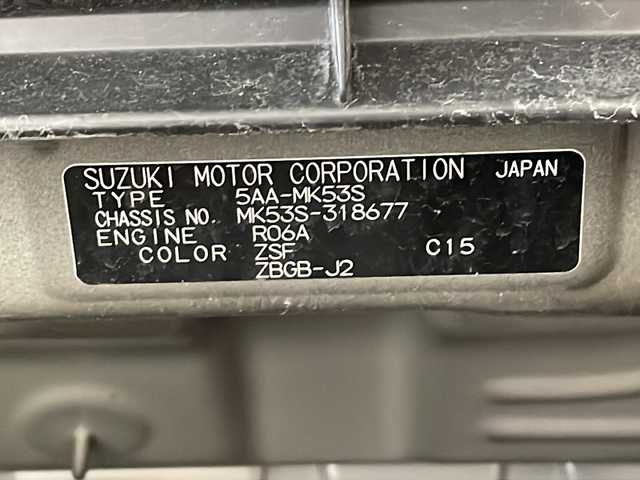 SUZUKI MOTOR CORPORATION JAPAN
TYPE 5AA-MK53S
CHASSIS NO. MK53S-318677
ENGINE R06A
COLOR ZSF C15
ZBGB-J2